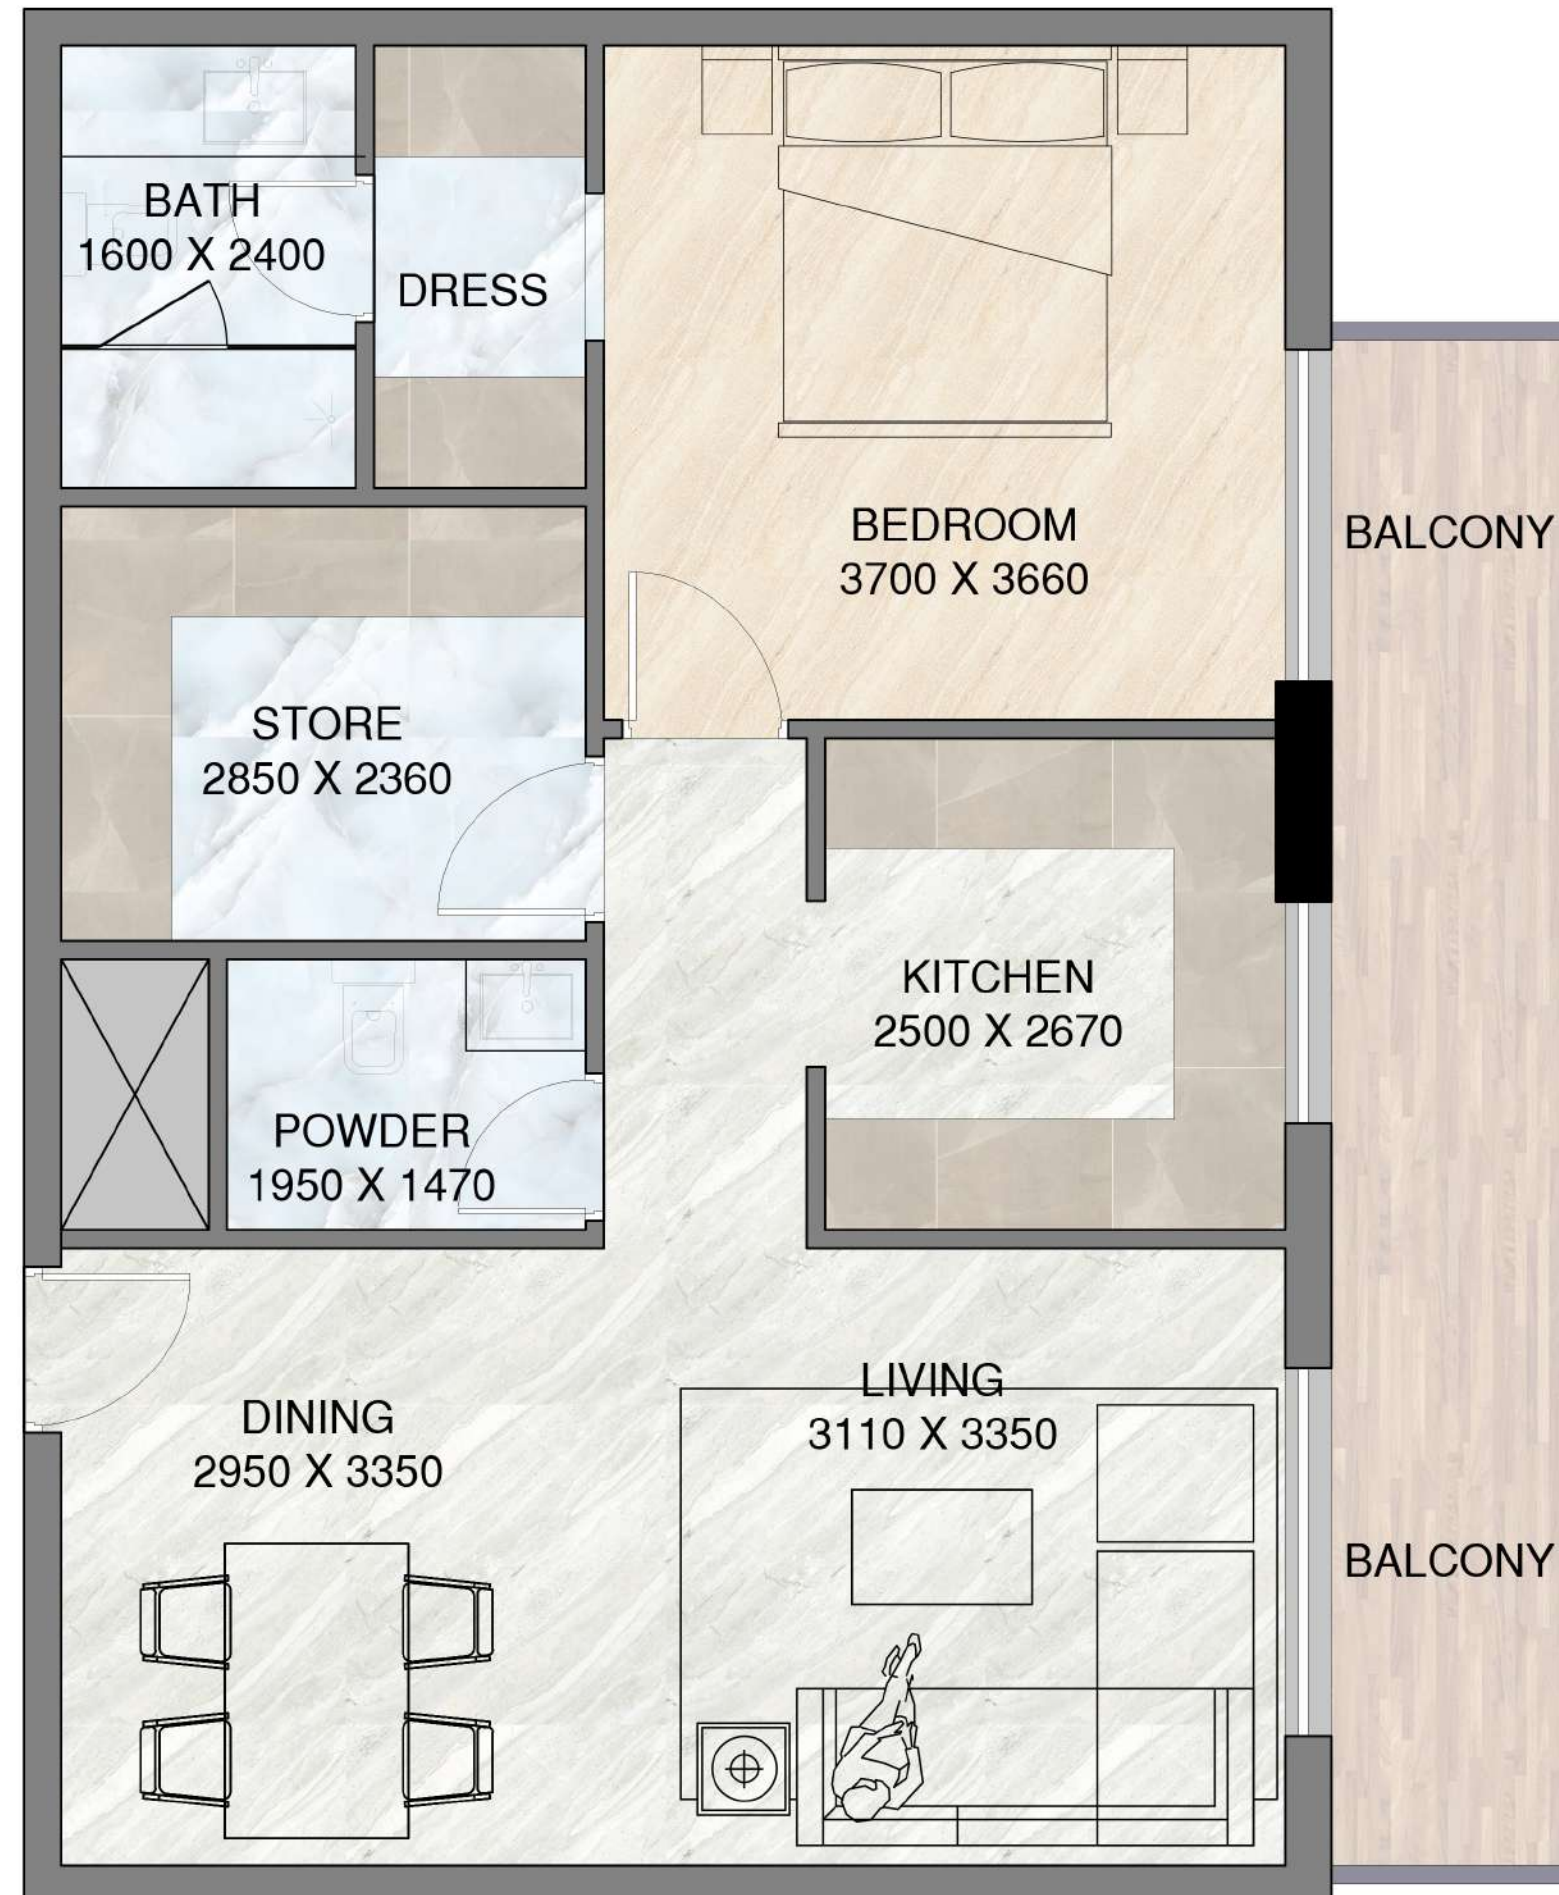 BATH
1600 X 2400
DRESS
BEDROOM
3700 X 3660
BALCONY
STORE
2850 X 2360
KITCHEN
2500 X 2670
POWDER
1950 X 1470
LIVING
3110 X 3350
DINING
2950 X 3350
BALCONY